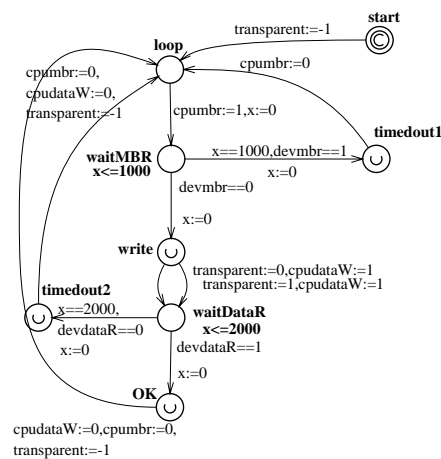 start
transparent:=-1
loop
cpumbr:=0
cpumbr:=0,
cpudataW:=0,
transparent:=-1
cpumbr:=1,x:=0
timedout1
waitMBR
x<=1000
x==1000,devmbr==1
x:=0
devmbr==0
x:=0
write
transparent:=0,cpudataW:=1
transparent:=1,cpudataW:=1
timedout2
x==2000,
devdataR==0
x:=0
waitDataR
x<=2000
devdataR==1
x:=0
OK
cpudataW:=0,cpumbr:=0,
transparent:=-1